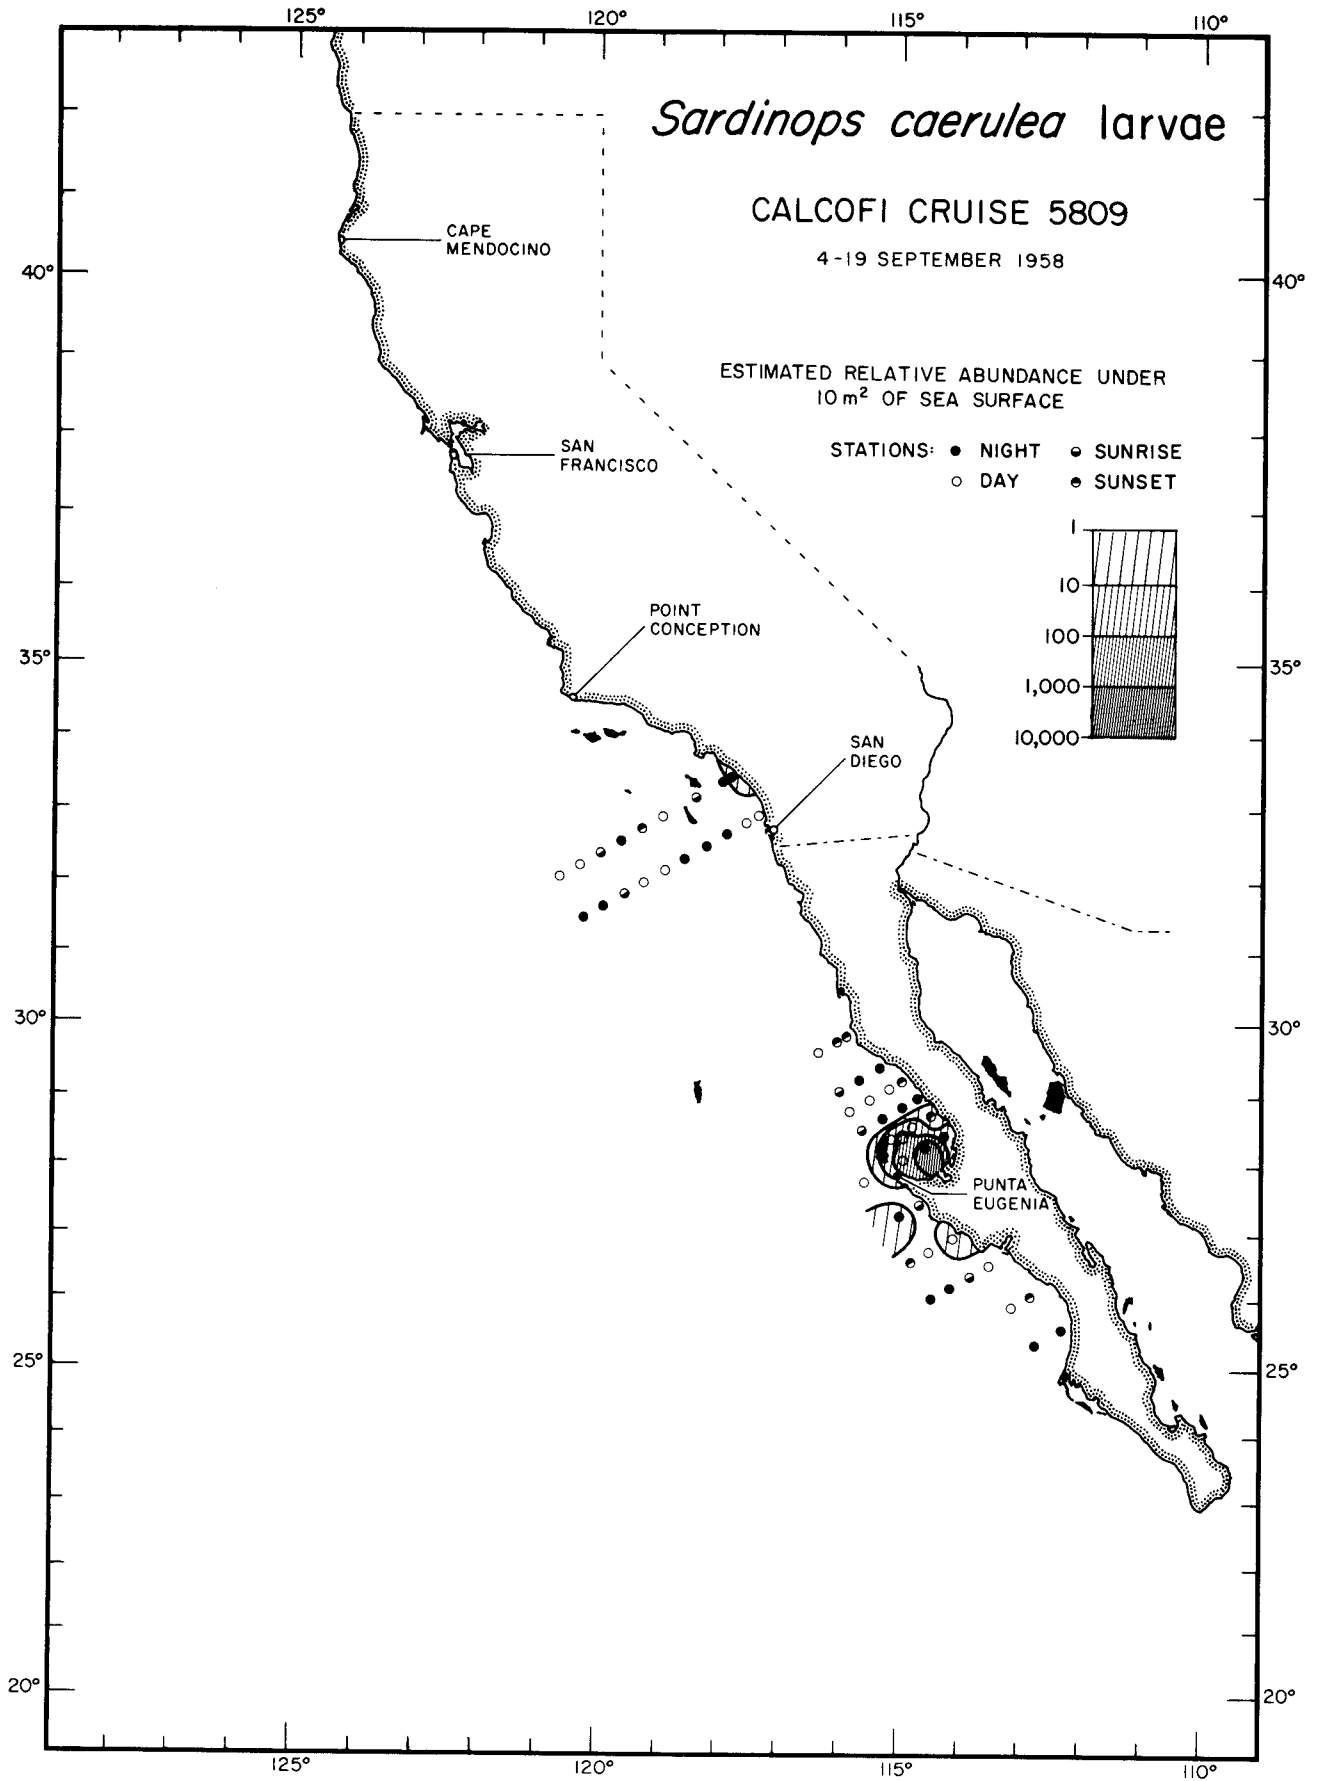 125° 120° 115° 110°
Sardinops caerulea larvae
CALCOFI CRUISE 5809
4-19 SEPTEMBER 1958
CAPE
MENDOCINO
40° 40°
ESTIMATED RELATIVE ABUNDANCE UNDER
10 m² OF SEA SURFACE
STATIONS: NIGHT SUNRISE
DAY SUNSET
SAN
FRANCISCO
1
10
100
1,000
10,000
POINT
CONCEPTION
35° 35°
SAN
DIEGO
30° 30°
PUNTA
EUGENIA
25° 25°
20° 20°
125° 120° 115° 110°